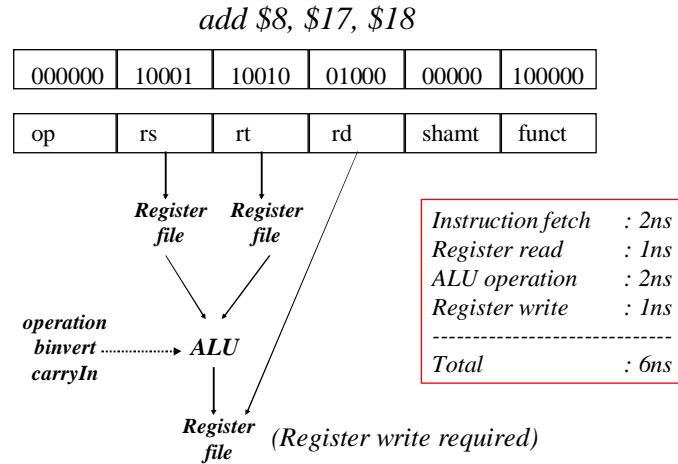 add $8, $17, $18
000000 10001 10010 01000 00000 100000
op rs rt rd shamt funct
Register file
Register file
Instruction fetch : 2ns
Register read : 1ns
ALU operation : 2ns
Register write : 1ns
----------------------------
Total : 6ns
operation
binvert
carryIn
ALU
Register file
(Register write required)